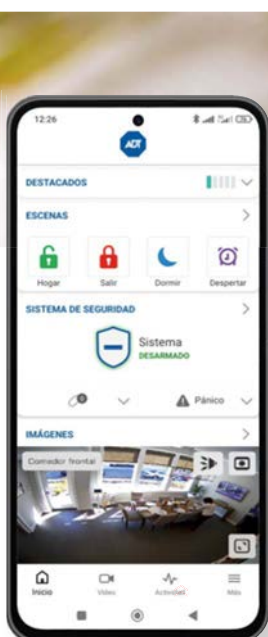 12:26
ADT
DESTACADOS
ESCENAS
Hogar Salir Dormir Despertar
SISTEMA DE SEGURIDAD
Sistema
DESARMADO
Pánico
IMÁGENES
Comedor frontal
Inicio Video Actividad Más